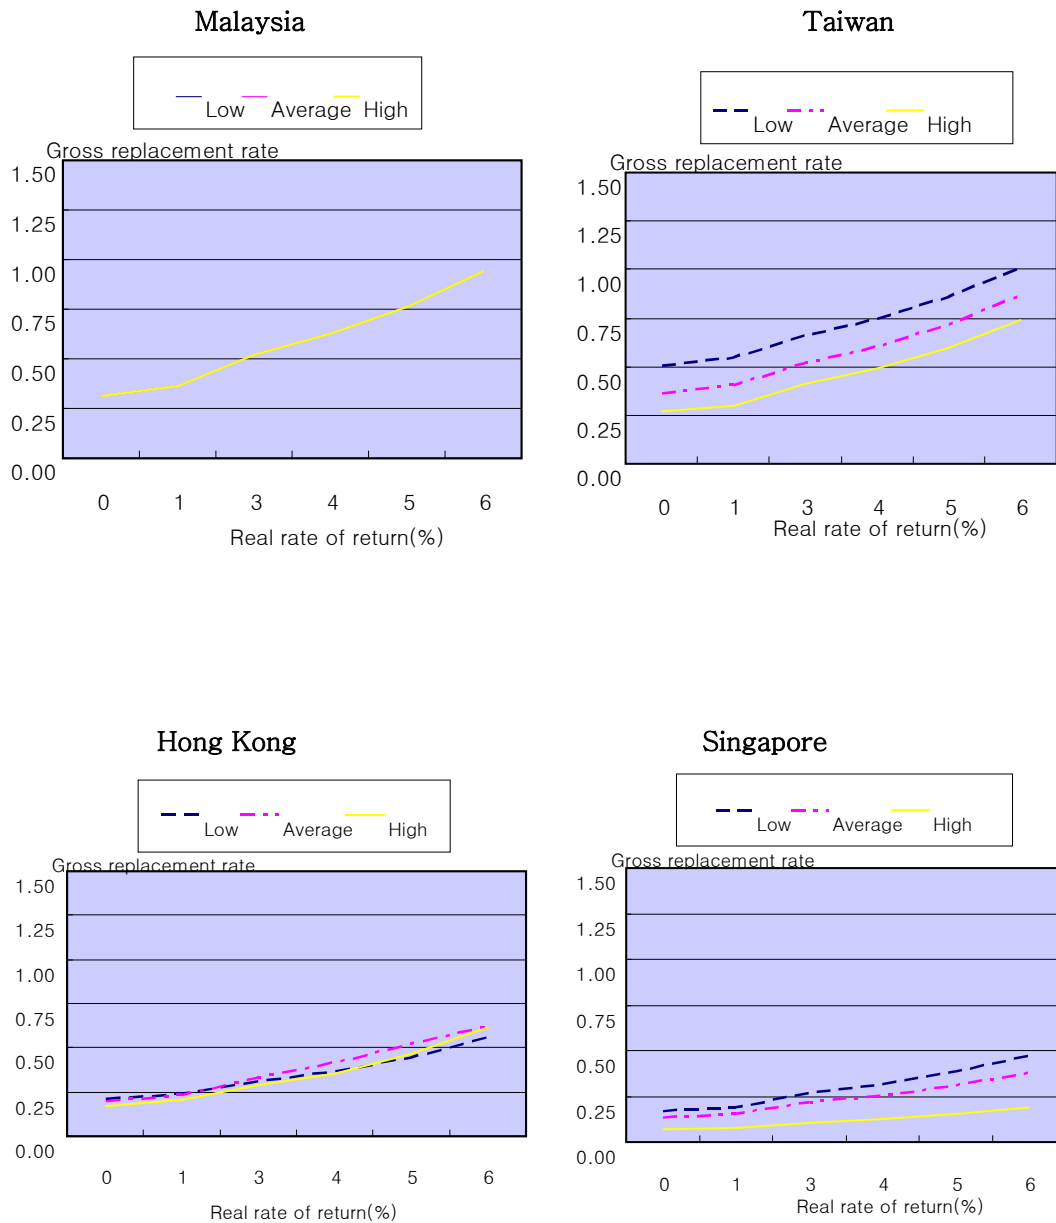 Malaysia
Low Average High
Gross replacement rate
1.50
1.25
1.00
0.75
0.50
0.25
0.00
0 1 3 4 5 6
Real rate of return(%)
Taiwan
Low Average High
Gross replacement rate
1.50
1.25
1.00
0.75
0.50
0.25
0.00
0 1 3 4 5 6
Real rate of return(%)
Hong Kong
Low Average High
Gross replacement rate
1.50
1.25
1.00
0.75
0.50
0.25
0.00
0 1 3 4 5 6
Real rate of return(%)
Singapore
Low Average High
Gross replacement rate
1.50
1.25
1.00
0.75
0.50
0.25
0.00
0 1 3 4 5 6
Real rate of return(%)